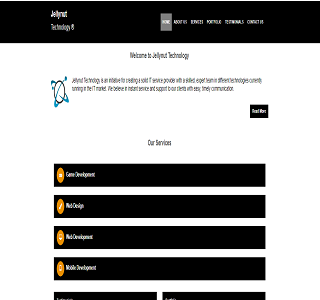 Jellynut
Technology ®
HOME ABOUT US SERVICES PORTFOLIO TESTIMONIALS CONTACT US
Welcome to Jellynut Technology
Jellynut Technology is an initiative for creating a solid IT service provider with a skilled expert team in different technologies currently
running in the IT market. We believe in instant service and support to our clients with easy, timely communication.
Read More
Our Services
Game Development
Web Design
Web Development
Mobile Development